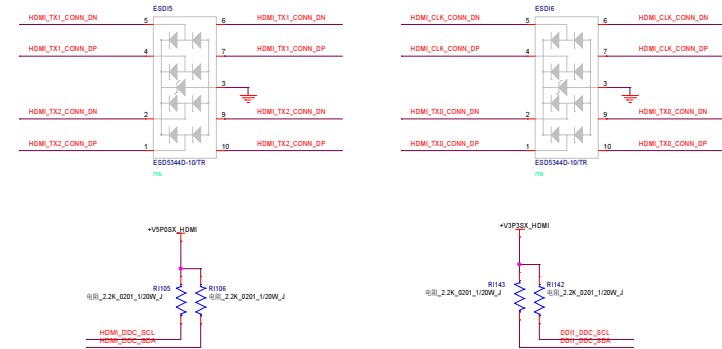 ESDI5
HDMI_TX1_CONN_DN 5 6 HDMI_TX1_CONN_DN
HDMI_TX1_CONN_DP 4 7 HDMI_TX1_CONN_DP
3
HDMI_TX2_CONN_DN 2 9 HDMI_TX2_CONN_DN
HDMI_TX2_CONN_DP 1 10 HDMI_TX2_CONN_DP
ESD5344D-10/TR
ns
ESDI6
HDMI_CLK_CONN_DN 5 6 HDMI_CLK_CONN_DN
HDMI_CLK_CONN_DP 4 7 HDMI_CLK_CONN_DP
3
HDMI_TX0_CONN_DN 2 9 HDMI_TX0_CONN_DN
HDMI_TX0_CONN_DP 1 10 HDMI_TX0_CONN_DP
ESD5344D-10/TR
ns
+V5P0SX_HDMI
RI105 RI106
电阻_2.2K_0201_1/20W_J 电阻_2.2K_0201_1/20W_J
HDMI_DDC_SCL
HDMI_DDC_SDA
+V3P3SX_HDMI
RI143 RI142
电阻_2.2K_0201_1/20W_J 电阻_2.2K_0201_1/20W_J
DDI1_DDC_SCL
DDI1_DDC_SDA